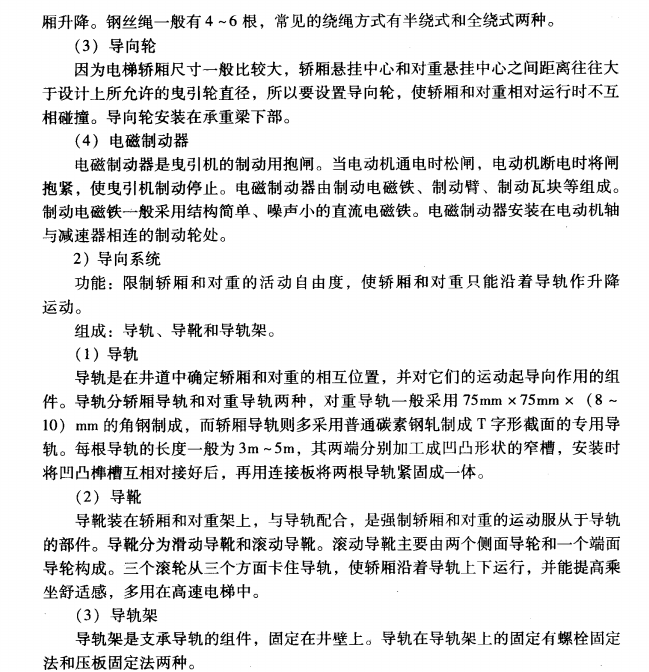 厢升降。钢丝绳一般有4~6根，常见的绕绳方式有半绕式和全绕式两种。
（3）导向轮
因为电梯轿厢尺寸一般比较大，轿厢悬挂中心和对重悬挂中心之间距离往往大
于设计上所允许的曳引轮直径，所以要设置导向轮，使轿厢和对重相对运行时不互
相碰撞。导向轮安装在承重梁下部。
（4）电磁制动器
电磁制动器是曳引机的制动用抱闸。当电动机通电时松闸，电动机断电时将闸
抱紧，使曳引机制动停止。电磁制动器由制动电磁铁、制动臂、制动瓦块等组成。
制动电磁铁一般采用结构简单、噪声小的直流电磁铁。电磁制动器安装在电动机轴
与减速器相连的制动轮处。
2）导向系统
功能：限制轿厢和对重的活动自由度，使轿厢和对重只能沿着导轨作升降
运动。
组成：导轨、导靴和导轨架。
（1）导轨
导轨是在井道中确定轿厢和对重的相互位置，并对它们的运动起导向作用的组
件。导轨分轿厢导轨和对重导轨两种，对重导轨一般采用75mm×75mm×（8~
10）mm的角钢制成，而轿厢导轨则多采用普通碳素钢轧制成T字形截面的专用导
轨。每根导轨的长度一般为3m~5m，其两端分别加工成凹凸形状的窄槽，安装时
将凹凸榫槽互相对接好后，再用连接板将两根导轨紧固成一体。
（2）导靴
导靴装在轿厢和对重架上，与导轨配合，是强制轿厢和对重的运动服从于导轨
的部件。导靴分为滑动导靴和滚动导靴。滚动导靴主要由两个侧面导轮和一个端面
导轮构成。三个滚轮从三个方面卡住导轨，使轿厢沿着导轨上下运行，并能提高乘
坐舒适感，多用在高速电梯中。
（3）导轨架
导轨架是支承导轨的组件，固定在井壁上。导轨在导轨架上的固定有螺栓固定
法和压板固定法两种。